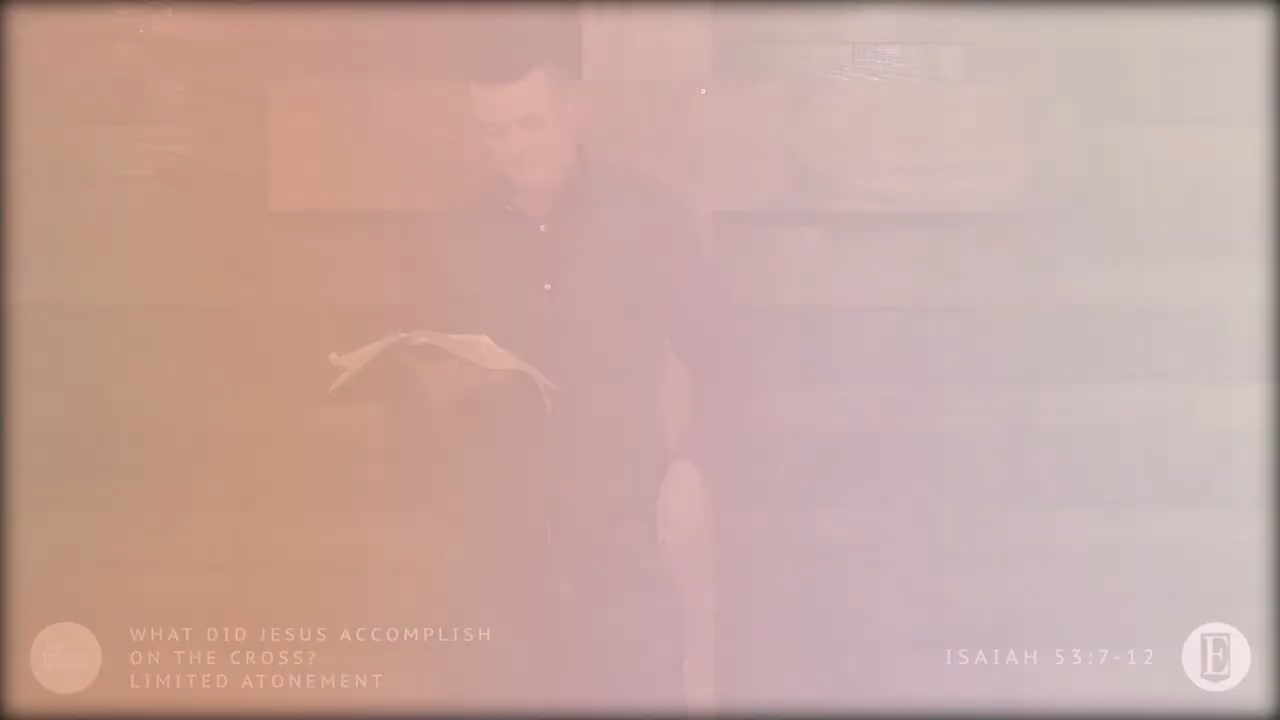 WHAT DID JESUS ACCOMPLISH
ON THE CROSS?
LIMITED ATONEMENT
ISAIAH 53:7-12
E